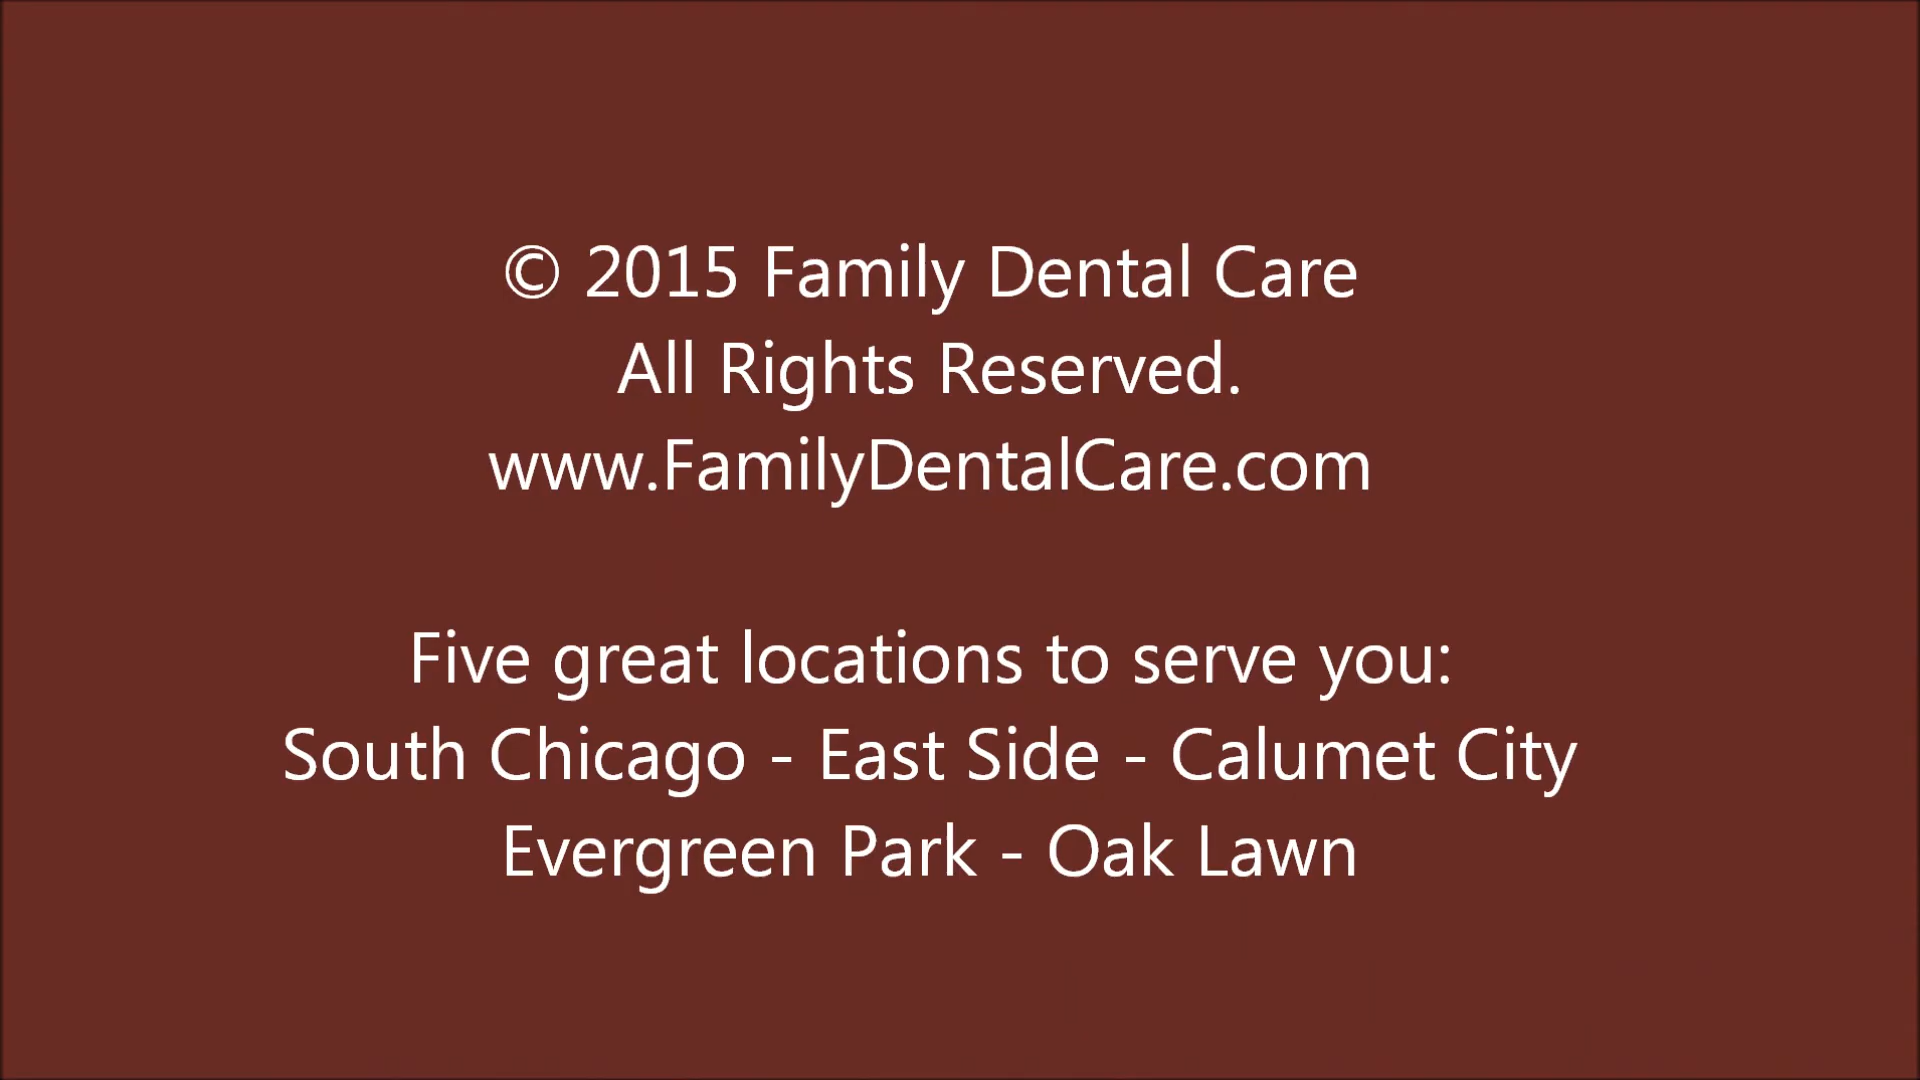 © 2015 Family Dental Care
All Rights Reserved.
www.FamilyDentalCare.com
Five great locations to serve you:
South Chicago - East Side - Calumet City
Evergreen Park - Oak Lawn